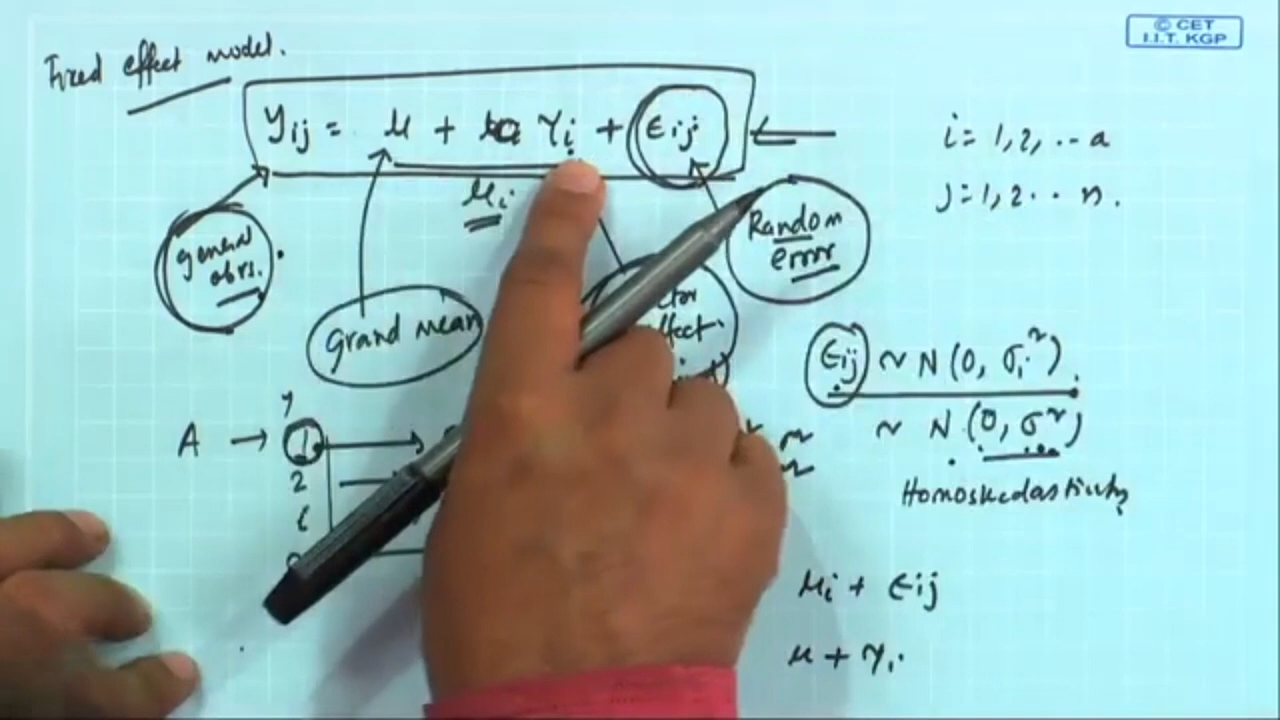 © CET
I.I.T. KGP
Fixed effect model.
Yij = μ + γi + ϵij
i = 1, 2, .. a
j = 1, 2 .. n.
μi
general
obvs.
Random
error
Grand mean
ϵij ~ N (0, σi²).
~ N (0, σ²)
Homoskedasticity
A → 1
2
μi + ϵij
μ + γi